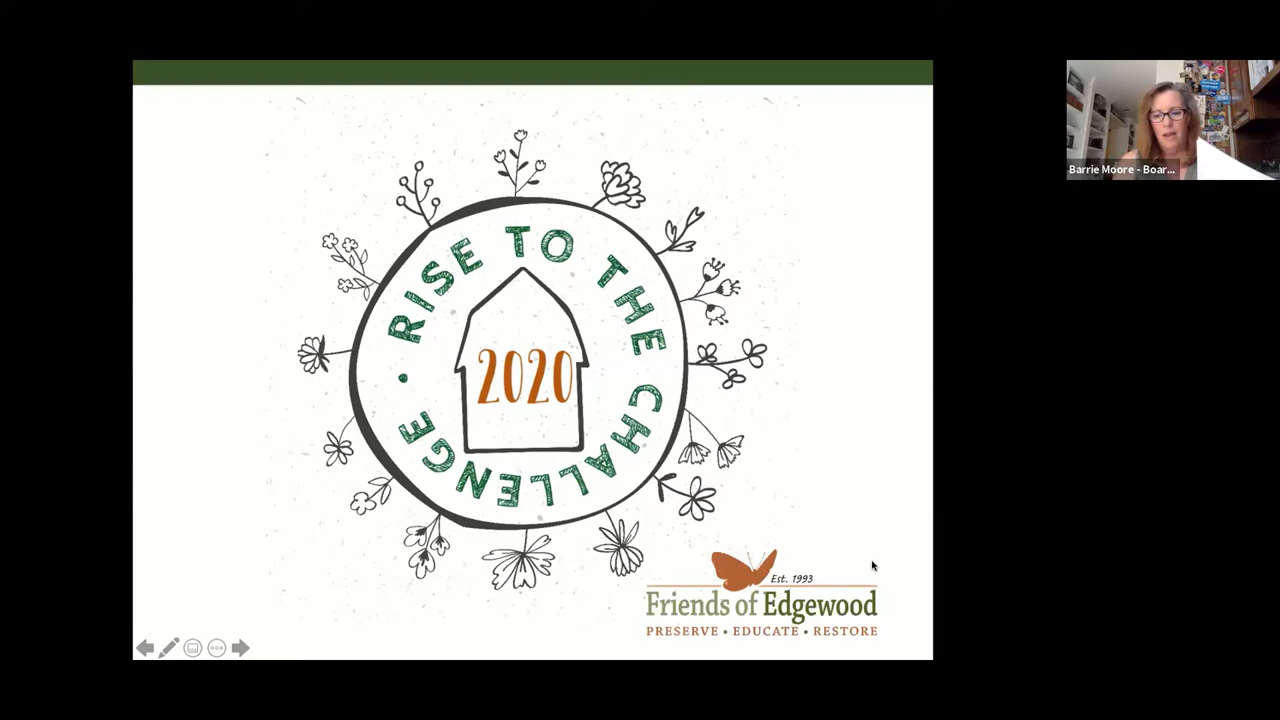 RISE TO THE CHALLENGE •
2020
Est. 1993
Friends of Edgewood
PRESERVE • EDUCATE • RESTORE
Barrie Moore - Boar...